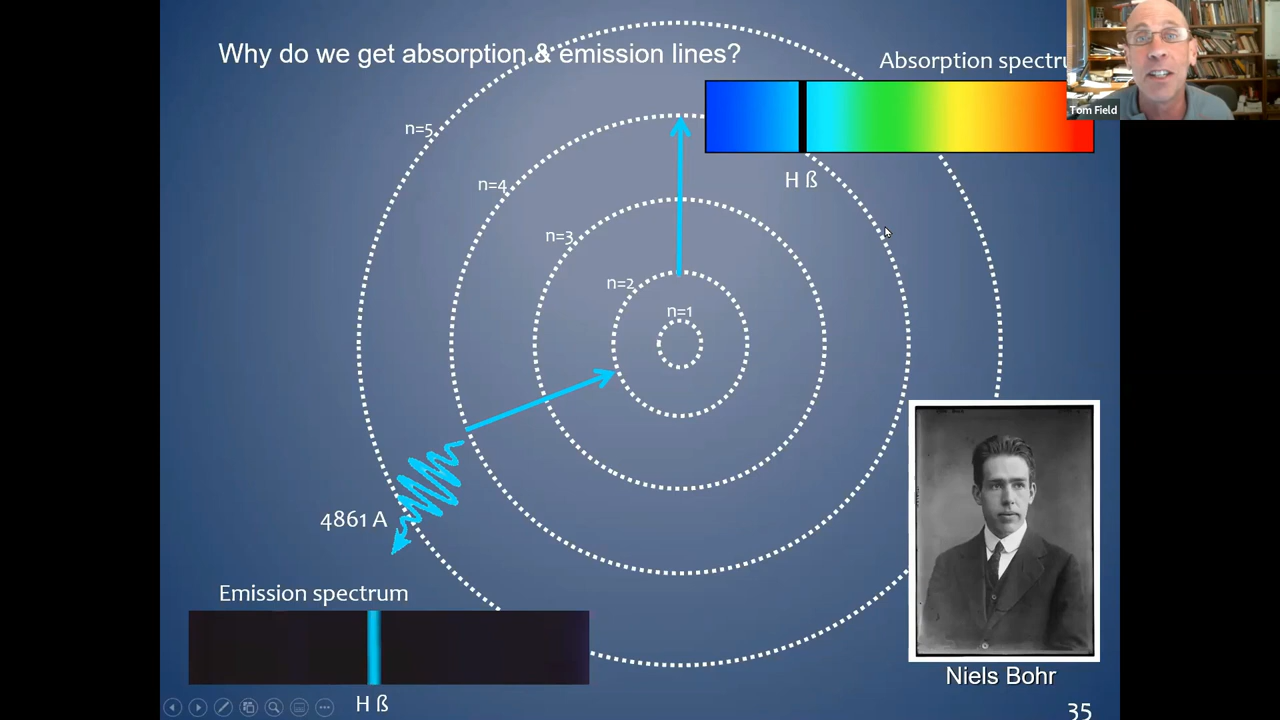 Why do we get absorption & emission lines?
Absorption spectru
Tom Field
n=5
H ß
n=4
n=3
n=2
n=1
4861 A
Emission spectrum
H ß
Niels Bohr
35